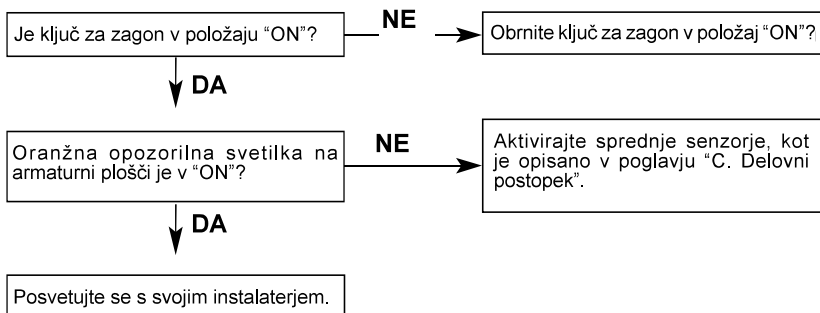 Je ključ za zagon v položaju “ON”?
NE
Obrnite ključ za zagon v položaj “ON”?
DA
Oranžna opozorilna svetilka na
armaturni plošči je v “ON”?
NE
Aktivirajte sprednje senzorje, kot
je opisano v poglavju “C. Delovni
postopek”.
DA
Posvetujte se s svojim instalaterjem.